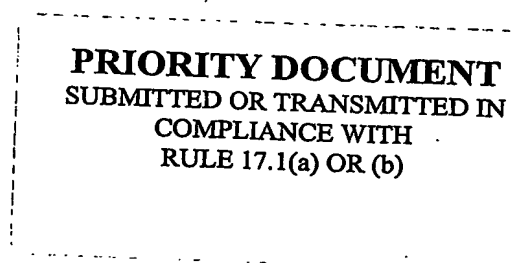 PRIORITY DOCUMENT
SUBMITTED OR TRANSMITTED IN
COMPLIANCE WITH
RULE 17.1(a) OR (b)